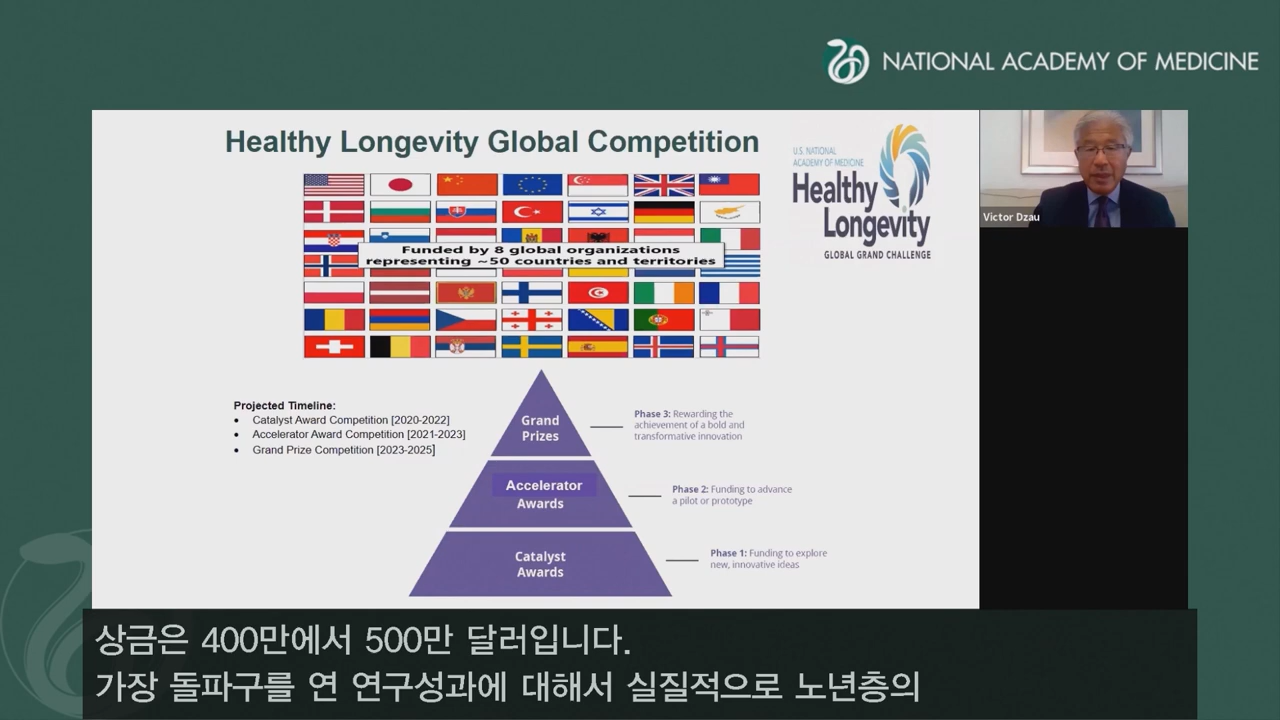 NATIONAL ACADEMY OF MEDICINE
Healthy Longevity Global Competition
U.S. NATIONAL
ACADEMY OF MEDICINE
Healthy
Longevity
GLOBAL GRAND CHALLENGE
Victor Dzau
Funded by 8 global organizations
representing ~50 countries and territories
Projected Timeline:
• Catalyst Award Competition [2020-2022]
• Accelerator Award Competition [2021-2023]
• Grand Prize Competition [2023-2025]
Grand
Prizes
Phase 3: Rewarding the
achievement of a bold and
transformative innovation
Accelerator
Awards
Phase 2: Funding to advance
a pilot or prototype
Catalyst
Awards
Phase 1: Funding to explore
new, innovative ideas
상금은 400만에서 500만 달러입니다.
가장 돌파구를 연 연구성과에 대해서 실질적으로 노년층의